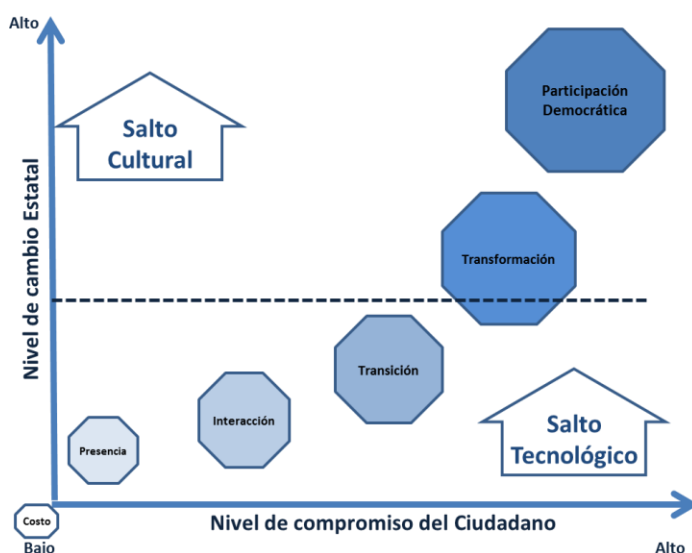 Alto
Participación
Democrática
Salto
Cultural
Nivel de cambio Estatal
Transformación
Transición
Interacción
Salto
Tecnológico
Presencia
Costo
Nivel de compromiso del Ciudadano
Bajo
Alto